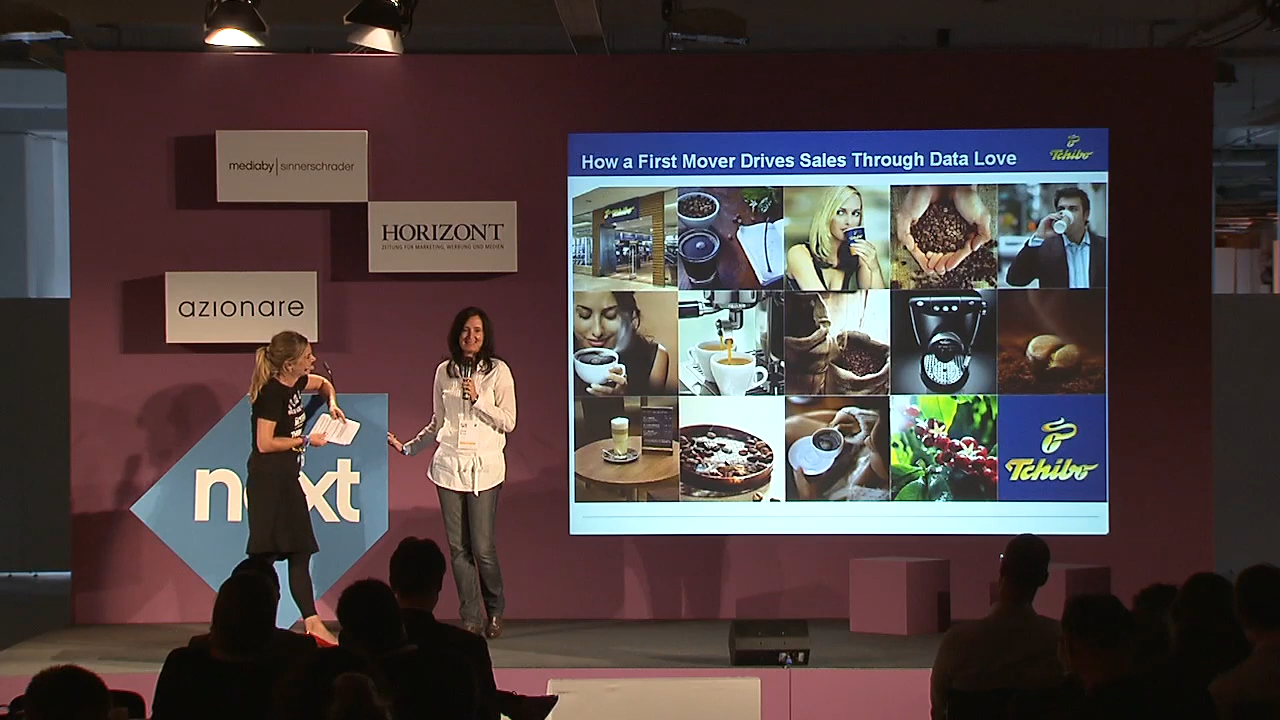 mediaby|sinnerschrader
HORIZONT
ZEITUNG FÜR MARKETING, WERBUNG UND MEDIEN
azionare
next
How a First Mover Drives Sales Through Data Love
Tchibo
Tchibo